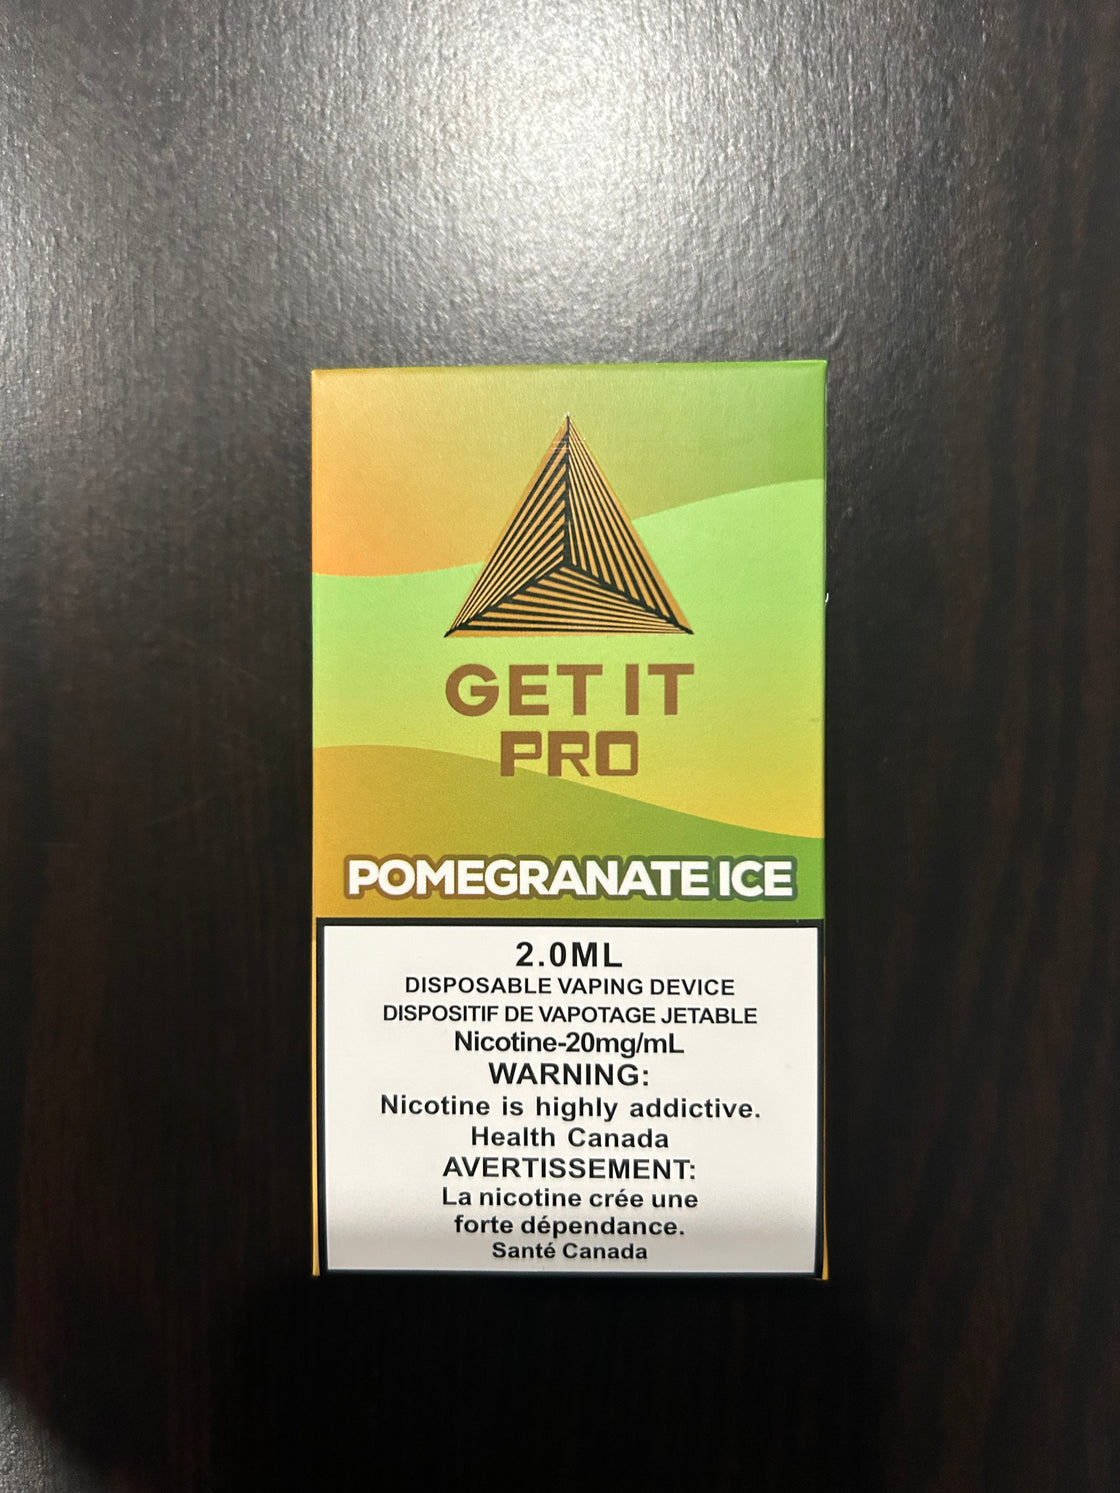 GET IT
PRO
POMEGRANATE ICE
2.0ML
DISPOSABLE VAPING DEVICE
DISPOSITIF DE VAPOTAGE JETABLE
Nicotine-20mg/mL
WARNING:
Nicotine is highly addictive.
Health Canada
AVERTISSEMENT:
La nicotine crée une
forte dépendance.
Santé Canada